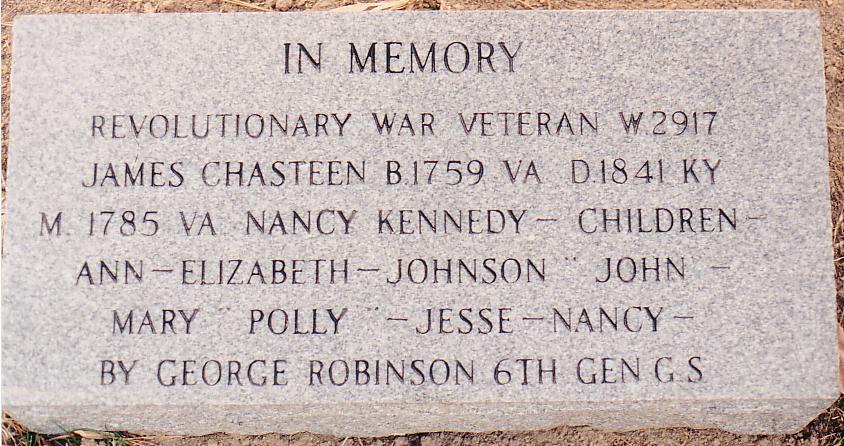 IN MEMORY
REVOLUTIONARY WAR VETERAN W.2917
JAMES CHASTEEN B.1759 VA D.1841 KY
M. 1785 VA NANCY KENNEDY – CHILDREN –
ANN – ELIZABETH – JOHNSON " JOHN " –
MARY " POLLY " – JESSE – NANCY –
BY GEORGE ROBINSON 6TH GEN G.S